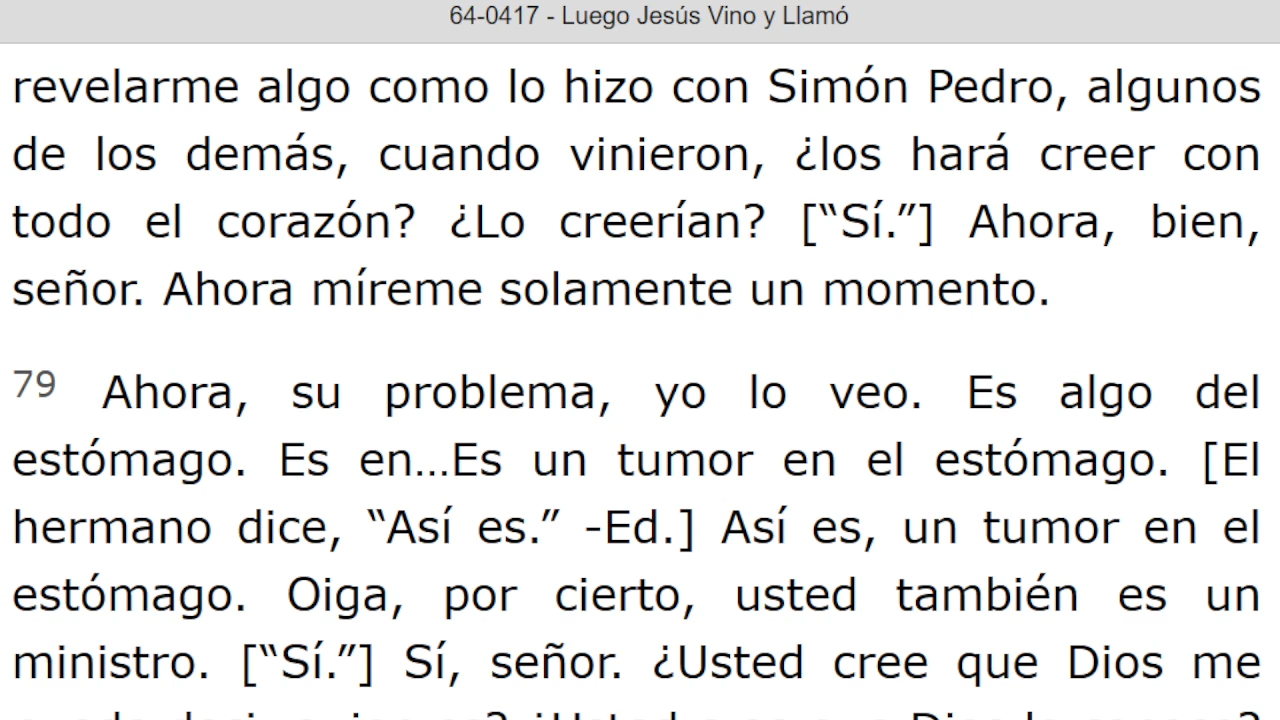 64-0417 - Luego Jesús Vino y Llamó
revelarme algo como lo hizo con Simón Pedro, algunos
de los demás, cuando vinieron, ¿los hará creer con
todo el corazón? ¿Lo creerían? [“Sí.”] Ahora, bien,
señor. Ahora míreme solamente un momento.
79 Ahora, su problema, yo lo veo. Es algo del
estómago. Es en...Es un tumor en el estómago. [El
hermano dice, “Así es.” -Ed.] Así es, un tumor en el
estómago. Oiga, por cierto, usted también es un
ministro. [“Sí.”] Sí, señor. ¿Usted cree que Dios me